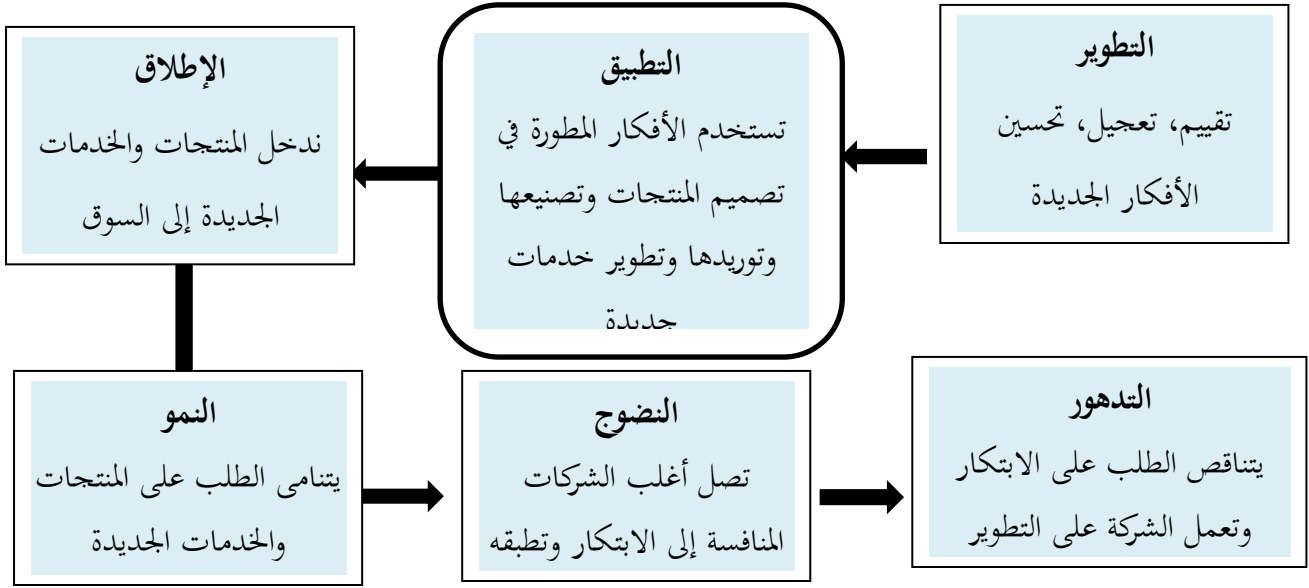 التطوير
تقييم، تعجيل، تحسين
الأفكار الجديدة
التطبيق
تستخدم الأفكار المطورة في
تصميم المنتجات وتصنيعها
وتوريدها وتطوير خدمات
جديدة
الإطلاق
ندخل المنتجات والخدمات
الجديدة إلى السوق
النمو
يتنامى الطلب على المنتجات
والخدمات الجديدة
النضوج
تصل أغلب الشركات
المنافسة إلى الابتكار وتطبقه
التدهور
يتناقص الطلب على الابتكار
وتعمل الشركة على التطوير